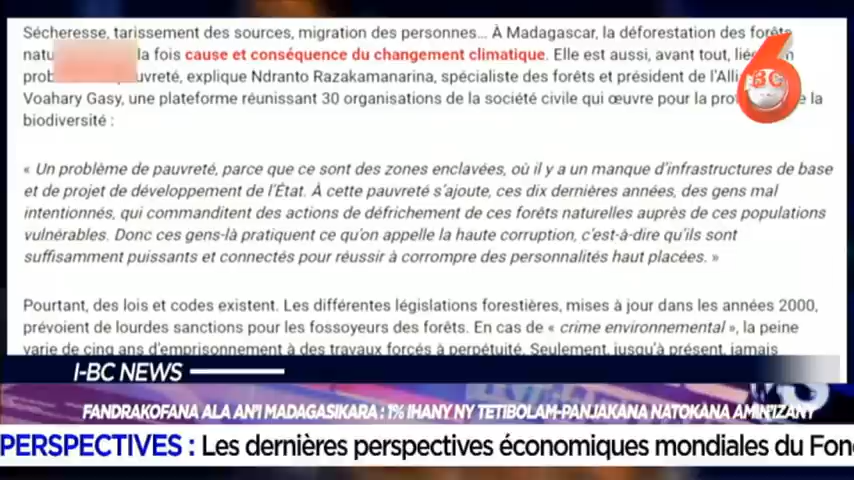 Sécheresse, tarissement des sources, migration des personnes… À Madagascar, la déforestation des forêts
la fois cause et conséquence du changement climatique. Elle est aussi, avant tout,
pauvreté, explique Ndranto Razakamanarina, spécialiste des forêts et président de
Voahary Gasy, une plateforme réunissant 30 organisations de la société civile qui œuvre pour la la
biodiversité :
« Un problème de pauvreté, parce que ce sont des zones enclavées, où il y a un manque d'infrastructures de base
et de projet de développement de l'État. À cette pauvreté s'ajoute, ces dix dernières années, des gens mal
intentionnés, qui commanditent des actions de défrichement de ces forêts naturelles auprès de ces populations
vulnérables. Donc ces gens-là pratiquent ce qu'on appelle la haute corruption, c'est-à-dire qu'ils sont
suffisamment puissants et connectés pour réussir à corrompre des personnalités haut placées. »
Pourtant, des lois et codes existent. Les différentes législations forestières, mises à jour dans les années 2000,
prévoient de lourdes sanctions pour les fossoyeurs des forêts. En cas de « crime environnemental », la peine
varie de cinq ans d'emprisonnement à des travaux forcés à perpétuité. Seulement, jusqu'à présent, jamais
BC
I-BC NEWS
FANDRAKOFANA ALA AN'I MADAGASIKARA : 1% IHANY NY TETIBOLAM-PANJAKANA NATOKANA AMIN'IZANY
PERSPECTIVES : Les dernières perspectives économiques mondiales du Fond